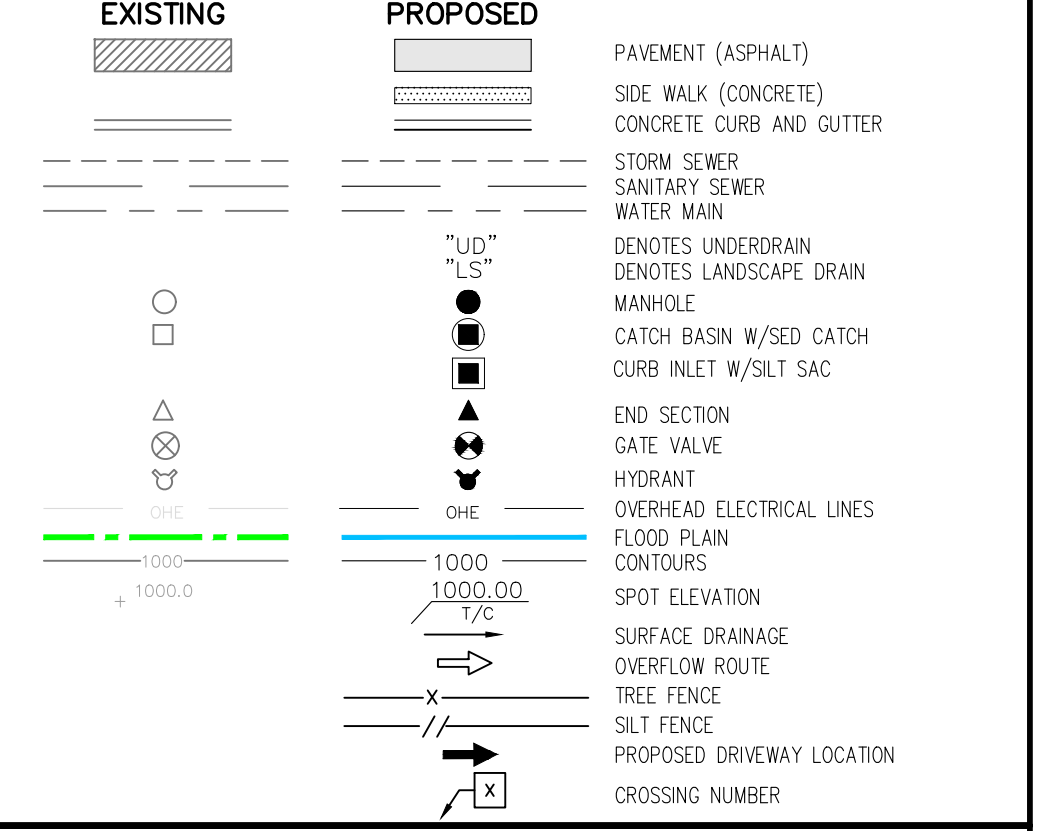 EXISTING PROPOSED
PAVEMENT (ASPHALT)
SIDE WALK (CONCRETE)
CONCRETE CURB AND GUTTER
STORM SEWER
SANITARY SEWER
WATER MAIN
"UD" DENOTES UNDERDRAIN
"LS" DENOTES LANDSCAPE DRAIN
MANHOLE
CATCH BASIN W/SED CATCH
CURB INLET W/SILT SAC
END SECTION
GATE VALVE
HYDRANT
OHE OHE OVERHEAD ELECTRICAL LINES
FLOOD PLAIN
1000 1000 CONTOURS
1000.0 1000.00 SPOT ELEVATION
T/C
SURFACE DRAINAGE
OVERFLOW ROUTE
X TREE FENCE
// SILT FENCE
PROPOSED DRIVEWAY LOCATION
X CROSSING NUMBER